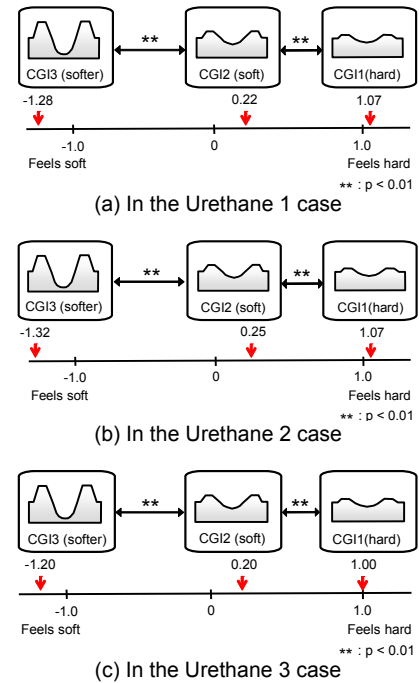 ** **
CGI3 (softer) CGI2 (soft) CGI1(hard)
-1.28 0.22 1.07
-1.0 0 1.0
Feels soft Feels hard
** : p < 0.01
(a) In the Urethane 1 case
** **
CGI3 (softer) CGI2 (soft) CGI1(hard)
-1.32 0.25 1.07
-1.0 0 1.0
Feels soft Feels hard
** : p < 0.01
(b) In the Urethane 2 case
** **
CGI3 (softer) CGI2 (soft) CGI1(hard)
-1.20 0.20 1.00
-1.0 0 1.0
Feels soft Feels hard
** : p < 0.01
(c) In the Urethane 3 case